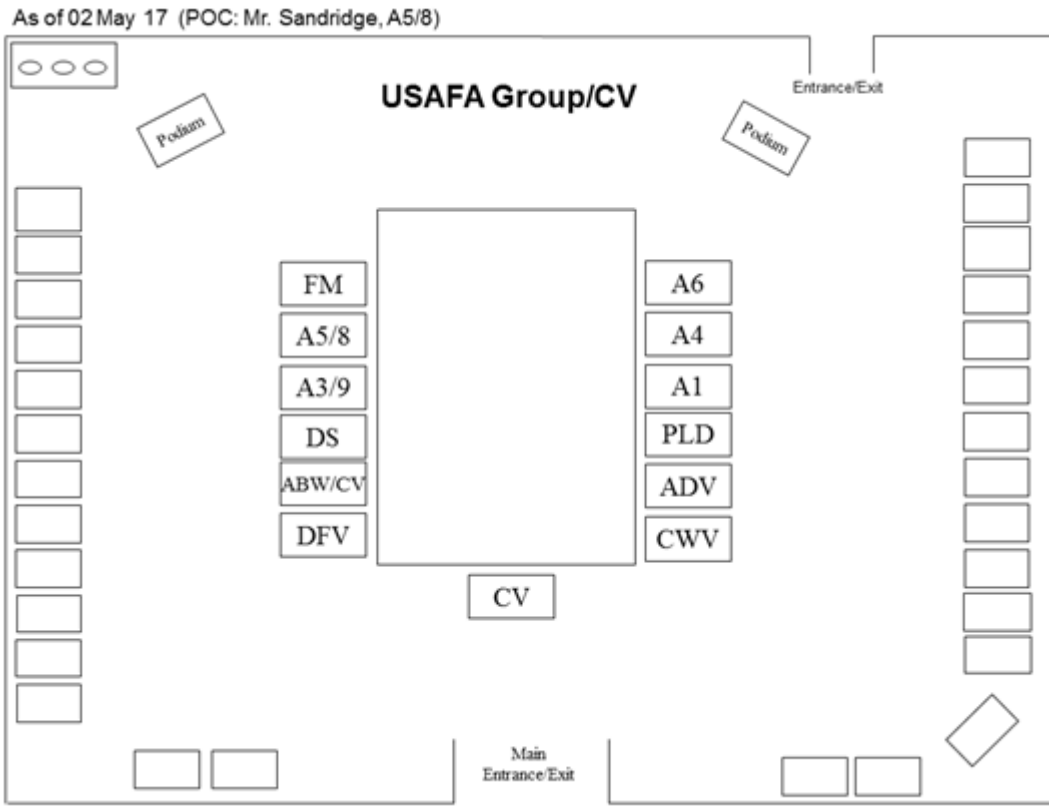 As of 02 May 17 (POC: Mr. Sandridge, A5/8)
USAFA Group/CV
Entrance/Exit
Podium
Podium
FM
A6
A5/8
A4
A3/9
A1
DS
PLD
ABW/CV
ADV
DFV
CWV
CV
Main
Entrance/Exit